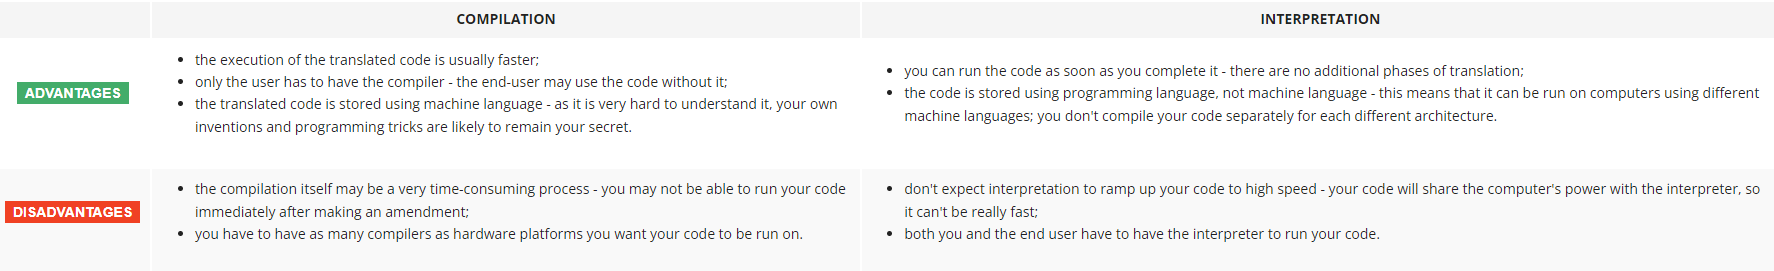 COMPILATION
INTERPRETATION
ADVANTAGES
• the execution of the translated code is usually faster;
• only the user has to have the compiler - the end-user may use the code without it;
• the translated code is stored using machine language - as it is very hard to understand it, your own
inventions and programming tricks are likely to remain your secret.
• you can run the code as soon as you complete it - there are no additional phases of translation;
• the code is stored using programming language, not machine language - this means that it can be run on computers using different
machine languages; you don't compile your code separately for each different architecture.
DISADVANTAGES
• the compilation itself may be a very time-consuming process - you may not be able to run your code
immediately after making an amendment;
• you have to have as many compilers as hardware platforms you want your code to be run on.
• don't expect interpretation to ramp up your code to high speed - your code will share the computer's power with the interpreter, so
it can't be really fast;
• both you and the end user have to have the interpreter to run your code.